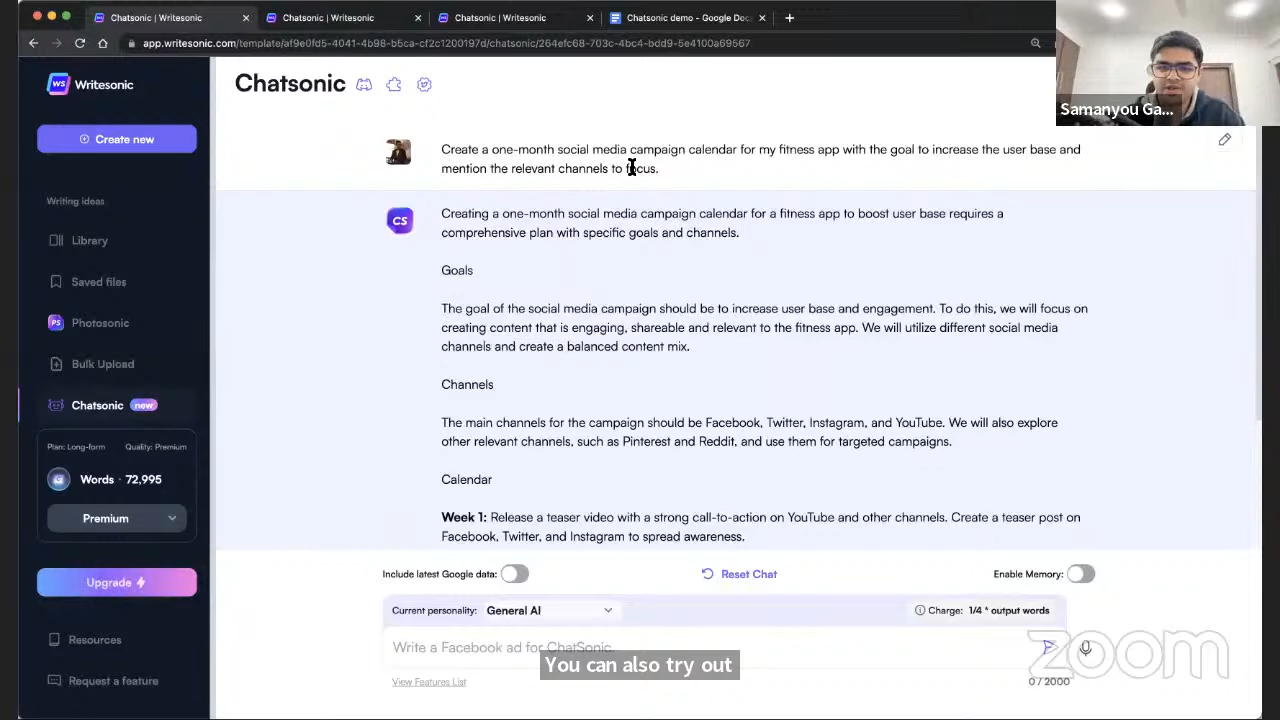 Chatsonic | Writesonic
Chatsonic | Writesonic
Chatsonic | Writesonic
Chatsonic demo - Google Doc
app.writesonic.com/template/af9e0fd5-4041-4b98-b5ca-cf2c1200197d/chatsonic/264efc68-703c-4bc4-bdd9-5e4100a69567
Samanyou Ga...
WS Writesonic
Create new
Writing ideas
Library
Saved files
PS Photosonic
Bulk Upload
Chatsonic new
Plan: Long-form Quality: Premium
Words · 72,995
Premium
Upgrade
Resources
Request a feature
Chatsonic
Create a one-month social media campaign calendar for my fitness app with the goal to increase the user base and
mention the relevant channels to focus.
CS
Creating a one-month social media campaign calendar for a fitness app to boost user base requires a
comprehensive plan with specific goals and channels.
Goals
The goal of the social media campaign should be to increase user base and engagement. To do this, we will focus on
creating content that is engaging, shareable and relevant to the fitness app. We will utilize different social media
channels and create a balanced content mix.
Channels
The main channels for the campaign should be Facebook, Twitter, Instagram, and YouTube. We will also explore
other relevant channels, such as Pinterest and Reddit, and use them for targeted campaigns.
Calendar
Week 1: Release a teaser video with a strong call-to-action on YouTube and other channels. Create a teaser post on
Facebook, Twitter, and Instagram to spread awareness.
Include latest Google data: Reset Chat Enable Memory:
Current personality: General AI Charge: 1/4 * output words
Write a Facebook ad for ChatSonic.
You can also try out
View Features List 0 / 2000
zoom